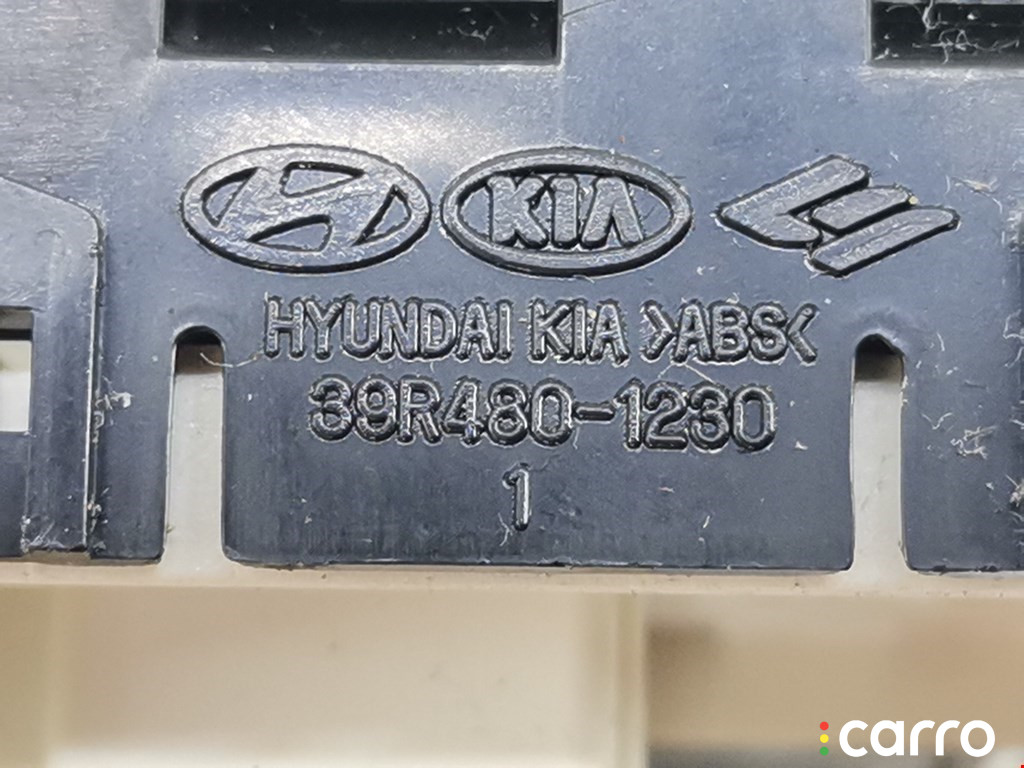 KIA
HYUNDAI KIA >ABS<
39R480-1230
1
carro